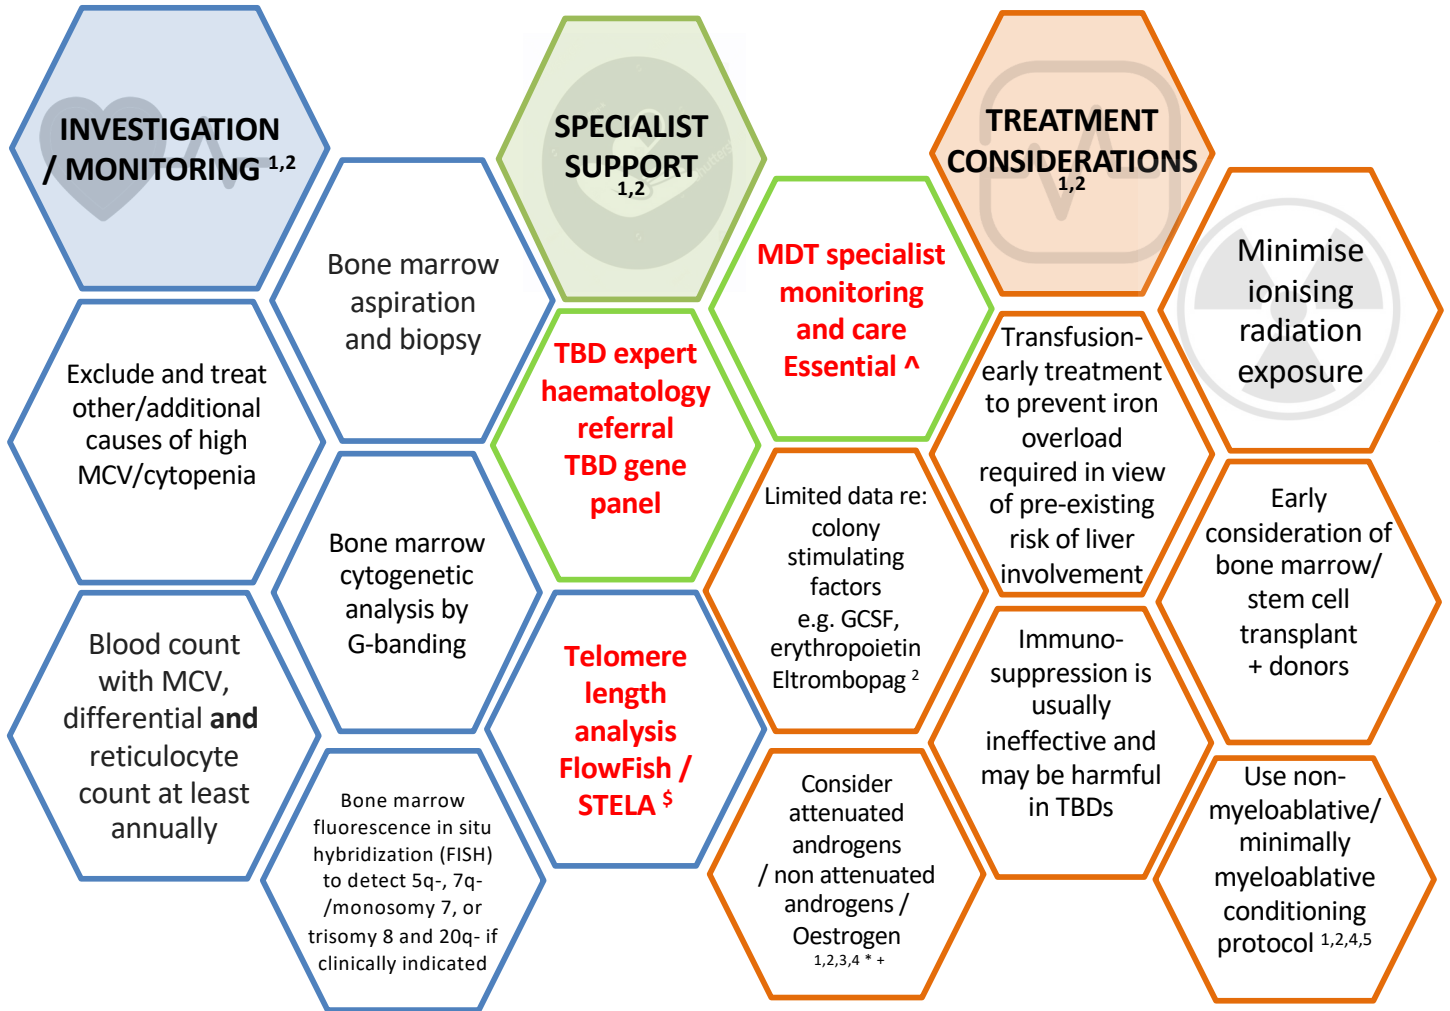 INVESTIGATION
/ MONITORING 1,2
Exclude and treat
other/additional
causes of high
MCV/cytopenia
Blood count
with MCV,
differential and
reticulocyte
count at least
annually
Bone marrow
aspiration
and biopsy
Bone marrow
cytogenetic
analysis by
G-banding
Bone marrow
fluorescence in situ
hybridization (FISH)
to detect 5q-, 7q-
/monosomy 7, or
trisomy 8 and 20q- if
clinically indicated
SPECIALIST
SUPPORT
1,2
TBD expert
haematology
referral
TBD gene
panel
Telomere
length
analysis
FlowFish /
STELA $
MDT specialist
monitoring
and care
Essential ^
Limited data re:
colony
stimulating
factors
e.g. GCSF,
erythropoietin
Eltrombopag 2
Consider
attenuated
androgens
/ non attenuated
androgens /
Oestrogen
1,2,3,4 * +
TREATMENT
CONSIDERATIONS
1,2
Transfusion-
early treatment
to prevent iron
overload
required in view
of pre-existing
risk of liver
involvement
Immuno-
suppression is
usually
ineffective and
may be harmful
in TBDs
Minimise
ionising
radiation
exposure
Early
consideration of
bone marrow/
stem cell
transplant
+ donors
Use non-
myeloablative/
minimally
myeloablative
conditioning
protocol 1,2,4,5